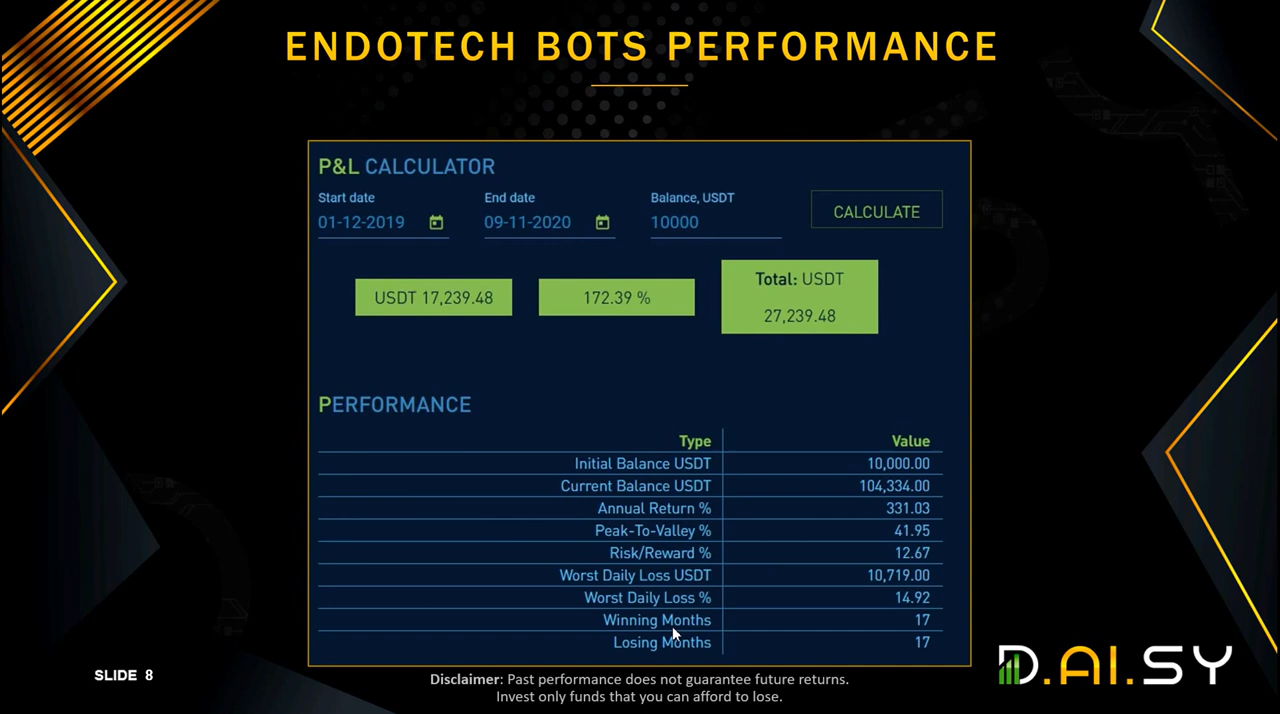 ENDOTECH BOTS PERFORMANCE
P&L CALCULATOR
Start date End date Balance, USDT
01-12-2019 09-11-2020 10000 CALCULATE
USDT 17,239.48 172.39 % Total: USDT
27,239.48
PERFORMANCE
Type Value
Initial Balance USDT 10,000.00
Current Balance USDT 104,334.00
Annual Return % 331.03
Peak-To-Valley % 41.95
Risk/Reward % 12.67
Worst Daily Loss USDT 10,719.00
Worst Daily Loss % 14.92
Winning Months 17
Losing Months 17
SLIDE 8
Disclaimer: Past performance does not guarantee future returns.
Invest only funds that you can afford to lose.
D.AI.SY